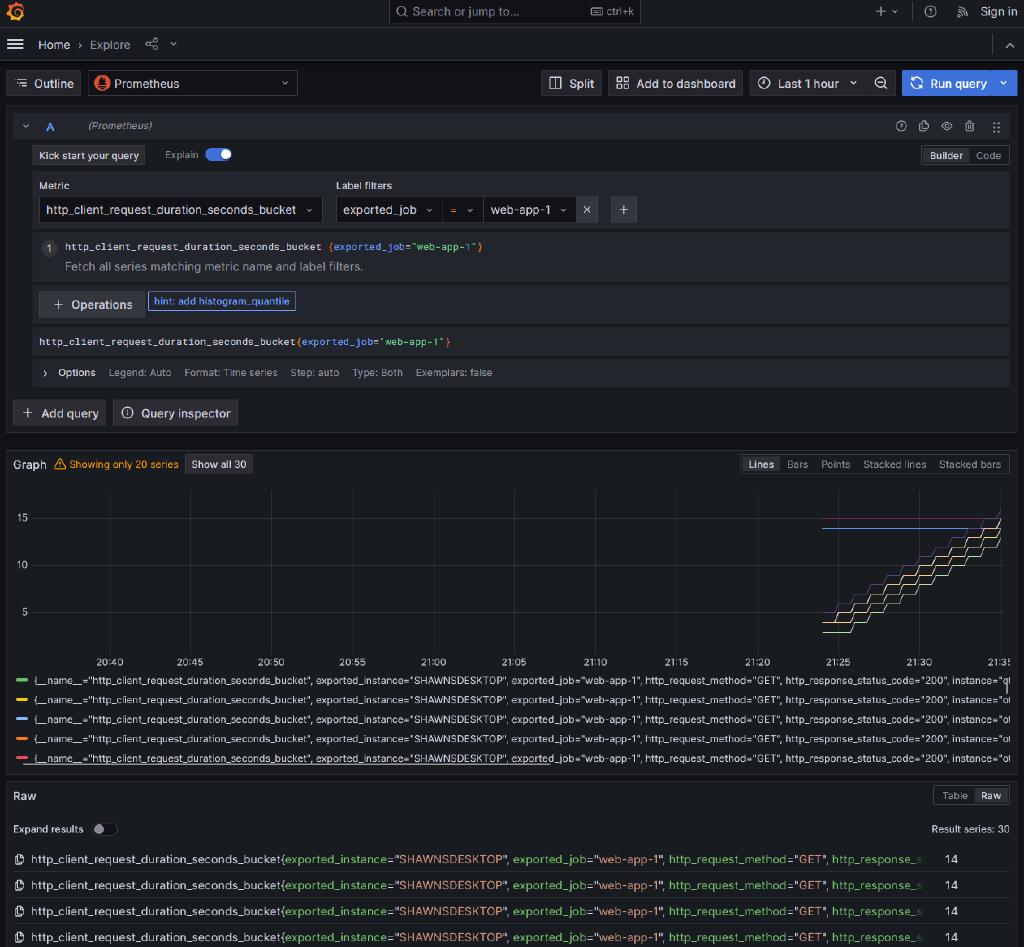 Search or jump to... ctrl+k Sign in
Home › Explore
Outline Prometheus Split Add to dashboard Last 1 hour Run query
A (Prometheus)
Kick start your query Explain Builder Code
Metric Label filters
http_client_request_duration_seconds_bucket exported_job = web-app-1
1 http_client_request_duration_seconds_bucket {exported_job="web-app-1"}
Fetch all series matching metric name and label filters.
+ Operations hint: add histogram_quantile
http_client_request_duration_seconds_bucket{exported_job="web-app-1"}
Options Legend: Auto Format: Time series Step: auto Type: Both Exemplars: false
+ Add query Query inspector
Graph Showing only 20 series Show all 30 Lines Bars Points Stacked lines Stacked bars
15
10
5
20:40 20:45 20:50 20:55 21:00 21:05 21:10 21:15 21:20 21:25 21:30 21:35
{__name__="http_client_request_duration_seconds_bucket", exported_instance="SHAWNSDESKTOP", exported_job="web-app-1", http_request_method="GET", http_response_status_code="200", instance="ot
{__name__="http_client_request_duration_seconds_bucket", exported_instance="SHAWNSDESKTOP", exported_job="web-app-1", http_request_method="GET", http_response_status_code="200", instance="ot
{__name__="http_client_request_duration_seconds_bucket", exported_instance="SHAWNSDESKTOP", exported_job="web-app-1", http_request_method="GET", http_response_status_code="200", instance="ot
{__name__="http_client_request_duration_seconds_bucket", exported_instance="SHAWNSDESKTOP", exported_job="web-app-1", http_request_method="GET", http_response_status_code="200", instance="ot
{__name__="http_client_request_duration_seconds_bucket", exported_instance="SHAWNSDESKTOP", exported_job="web-app-1", http_request_method="GET", http_response_status_code="200", instance="ot
Raw Table Raw
Expand results Result series: 30
http_client_request_duration_seconds_bucket{exported_instance="SHAWNSDESKTOP", exported_job="web-app-1", http_request_method="GET", http_response_s 14
http_client_request_duration_seconds_bucket{exported_instance="SHAWNSDESKTOP", exported_job="web-app-1", http_request_method="GET", http_response_s 14
http_client_request_duration_seconds_bucket{exported_instance="SHAWNSDESKTOP", exported_job="web-app-1", http_request_method="GET", http_response_s 14
http_client_request_duration_seconds_bucket{exported_instance="SHAWNSDESKTOP", exported_job="web-app-1", http_request_method="GET", http_response_s 14